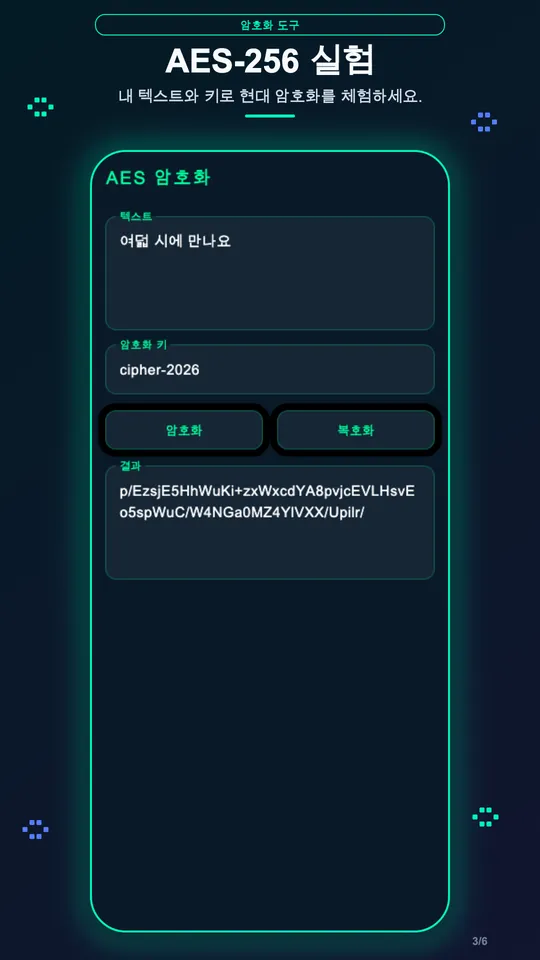 암호화 도구
AES-256 실험
내 텍스트와 키로 현대 암호화를 체험하세요.
AES 암호화
텍스트
여덟 시에 만나요
암호화 키
cipher-2026
암호화
복호화
결과
p/EzsjE5HhWuKi+zxWxcdYA8pvjcEVLHsvE
o5spWuC/W4NGa0MZ4YlVXX/Upilr/
3/6